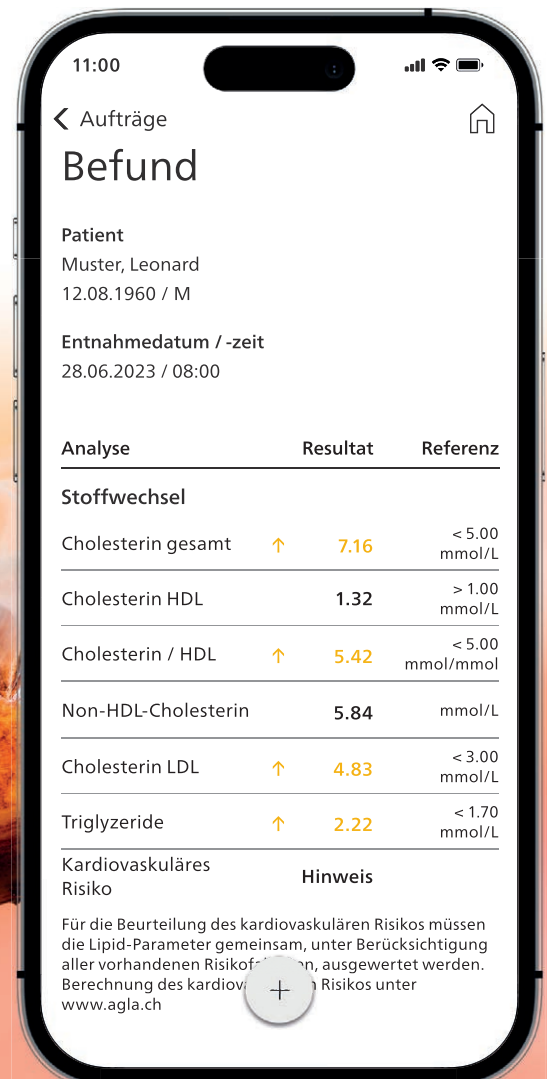 11:00
Aufträge
Befund
Patient
Muster, Leonard
12.08.1960 / M
Entnahmedatum / -zeit
28.06.2023 / 08:00
Analyse Resultat Referenz
Stoffwechsel
Cholesterin gesamt ↑ 7.16 < 5.00 mmol/L
Cholesterin HDL 1.32 > 1.00 mmol/L
Cholesterin / HDL ↑ 5.42 < 5.00 mmol/mmol
Non-HDL-Cholesterin 5.84 mmol/L
Cholesterin LDL ↑ 4.83 < 3.00 mmol/L
Triglyzeride ↑ 2.22 < 1.70 mmol/L
Kardiovaskuläres
Risiko Hinweis
Für die Beurteilung des kardiovaskulären Risikos müssen
die Lipid-Parameter gemeinsam, unter Berücksichtigung
aller vorhandenen ausgewertet werden.
Berechnung des Risikos unter
www.agla.ch